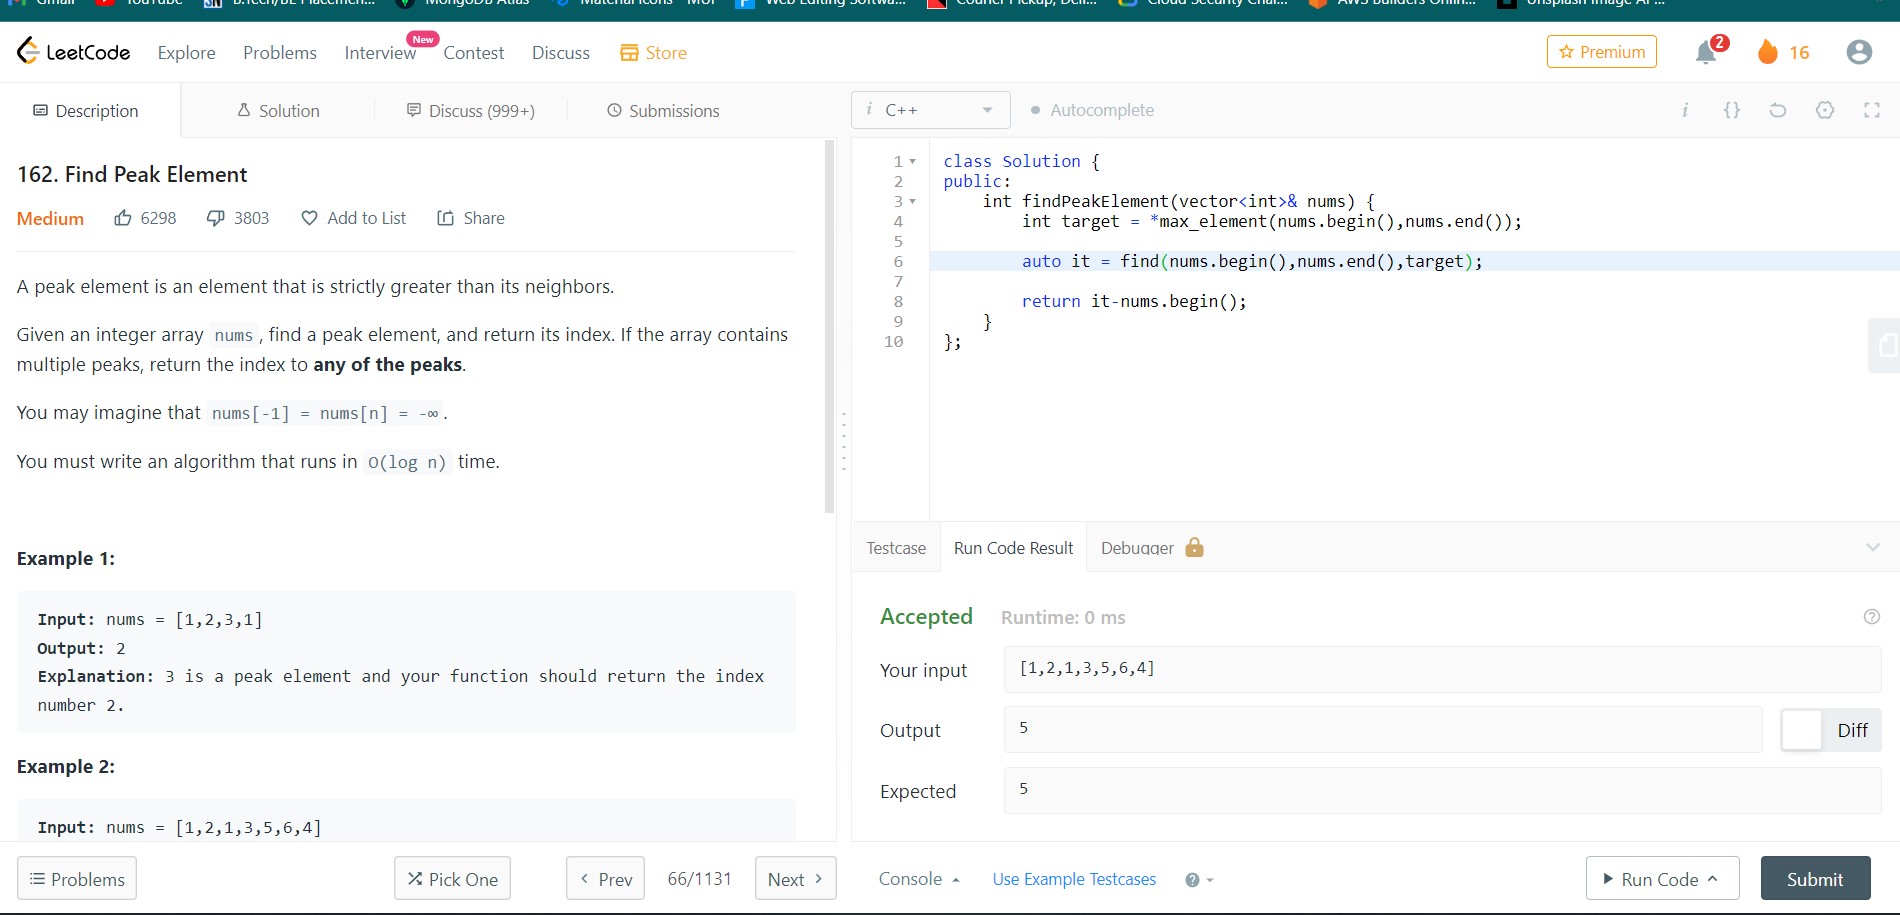 Gmail YouTube B.Tech/BE Placemen... MongoDB Atlas Material Icons - MUI Web Editing Softwa... Courier Pickup, Deli... Cloud Security Chal... AWS Builders Onlin... Unsplash Image AP...
LeetCode Explore Problems Interview New Contest Discuss Store Premium 2 16
Description Solution Discuss (999+) Submissions
162. Find Peak Element
Medium 6298 3803 Add to List Share
A peak element is an element that is strictly greater than its neighbors.
Given an integer array nums , find a peak element, and return its index. If the array contains
multiple peaks, return the index to any of the peaks.
You may imagine that nums[-1] = nums[n] = -∞ .
You must write an algorithm that runs in O(log n) time.
Example 1:
Input: nums = [1,2,3,1]
Output: 2
Explanation: 3 is a peak element and your function should return the index
number 2.
Example 2:
Input: nums = [1,2,1,3,5,6,4]
Problems Pick One Prev 66/1131 Next
i C++ Autocomplete i {}
1 class Solution {
2 public:
3 int findPeakElement(vector<int>& nums) {
4 int target = *max_element(nums.begin(),nums.end());
5
6 auto it = find(nums.begin(),nums.end(),target);
7
8 return it-nums.begin();
9 }
10 };
Testcase Run Code Result Debugger
Accepted Runtime: 0 ms
Your input [1,2,1,3,5,6,4]
Output 5 Diff
Expected 5
Console Use Example Testcases Run Code Submit